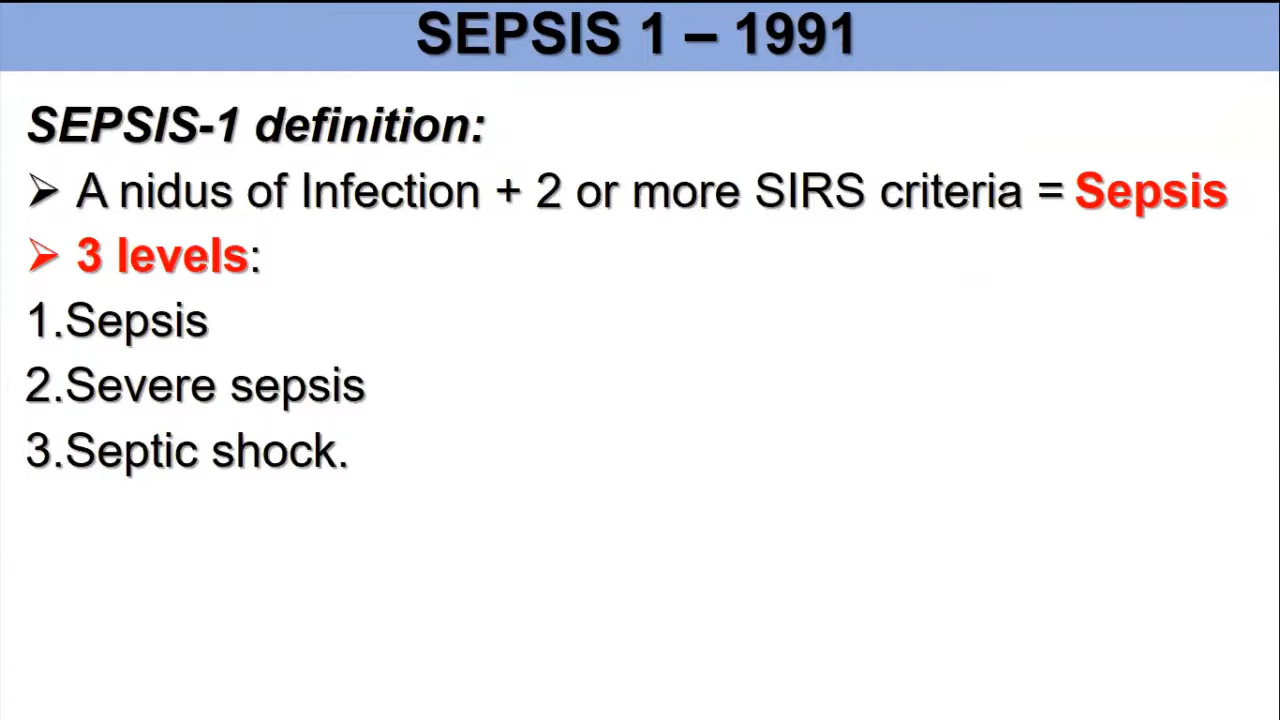 SEPSIS 1 – 1991
SEPSIS-1 definition:
➢ A nidus of Infection + 2 or more SIRS criteria = Sepsis
➢ 3 levels:
1.Sepsis
2.Severe sepsis
3.Septic shock.